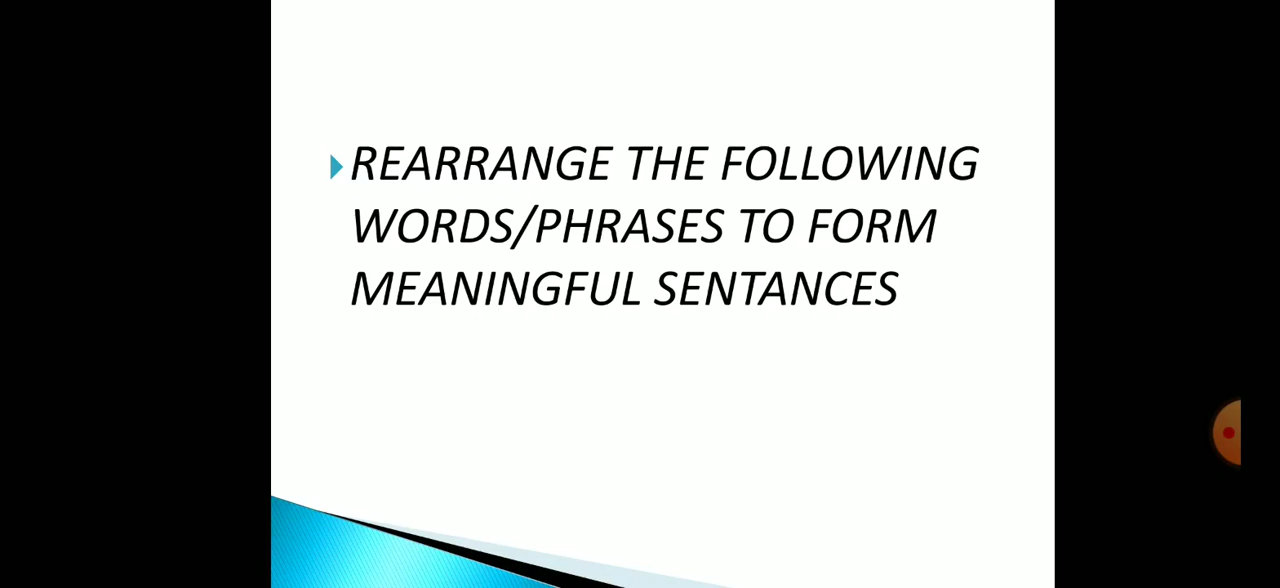 REARRANGE THE FOLLOWING
WORDS/PHRASES TO FORM
MEANINGFUL SENTANCES